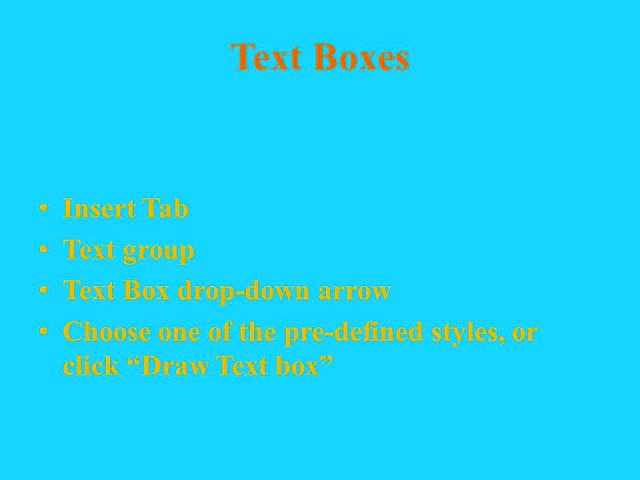 Text Boxes
• Insert Tab
• Text group
• Text Box drop-down arrow
• Choose one of the pre-defined styles, or
click “Draw Text box”